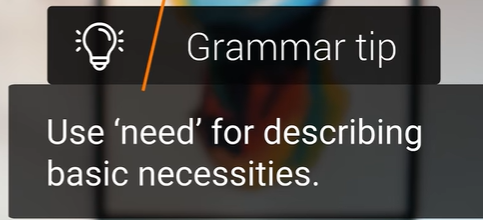 Grammar tip
Use ‘need’ for describing
basic necessities.